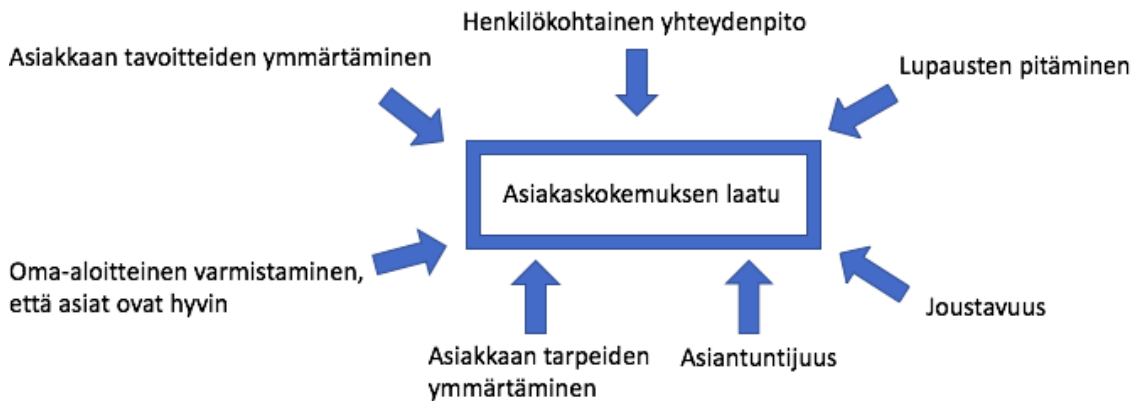 Henkilökohtainen yhteydenpito
Asiakkaan tavoitteiden ymmärtäminen
Lupausten pitäminen
Asiakaskokemuksen laatu
Oma-aloitteinen varmistaminen,
että asiat ovat hyvin
Joustavuus
Asiakkaan tarpeiden
ymmärtäminen
Asiantuntijuus